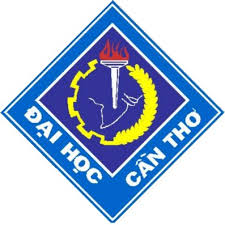 ĐẠI HỌC
CẦN THƠ